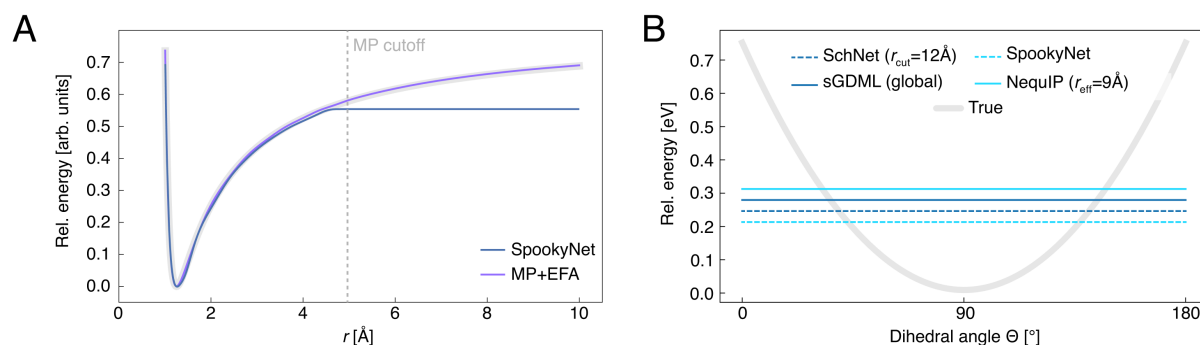 A
Rel. energy [arb. units]
0.7
0.6
0.5
0.4
0.3
0.2
0.1
0.0
MP cutoff
SpookyNet
MP+EFA
0
2
4
6
8
10
r [Å]
B
Rel. energy [eV]
0.7
0.6
0.5
0.4
0.3
0.2
0.1
0.0
SchNet (rcut=12Å)
SpookyNet
sGDML (global)
NequIP (reff=9Å)
True
0
90
180
Dihedral angle Θ [°]